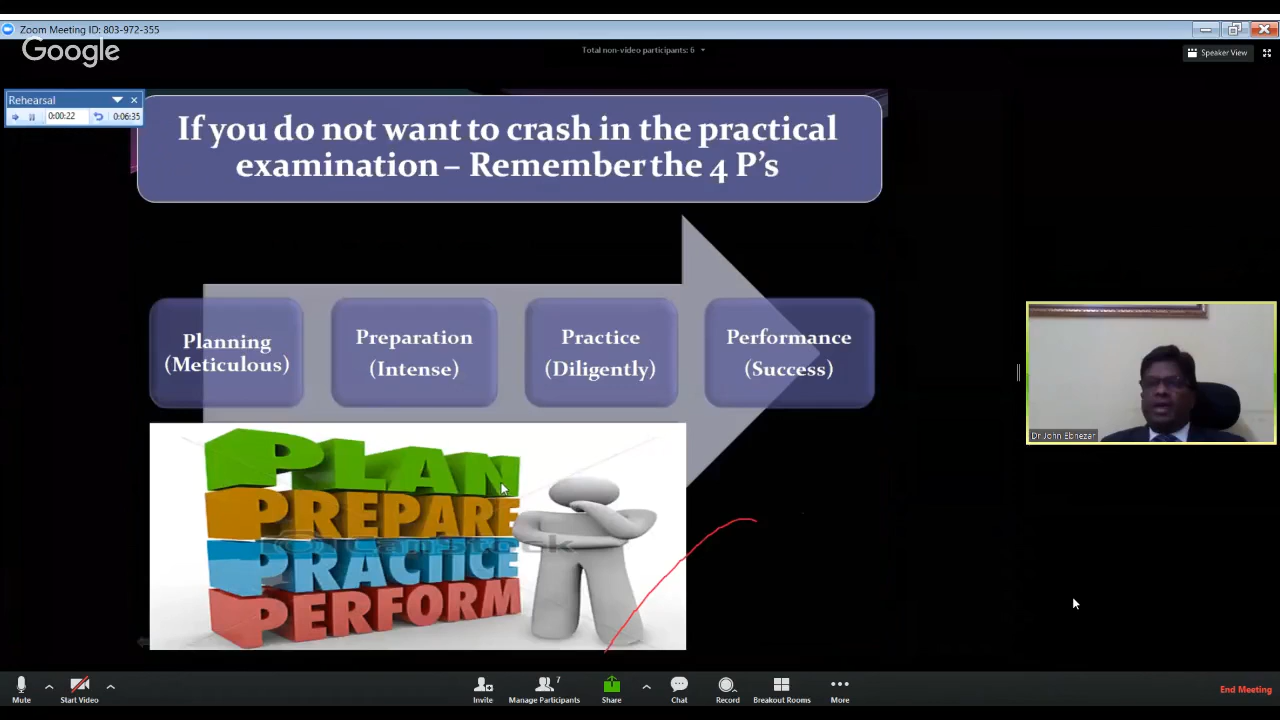 Zoom Meeting ID: 803-972-355
Google
Total non-video participants: 6
Speaker View
Rehearsal
0:00:22
0:06:35
If you do not want to crash in the practical
examination – Remember the 4 P's
Planning
(Meticulous)
Preparation
(Intense)
Practice
(Diligently)
Performance
(Success)
PLAN
PREPARE
© CanStock
PRACTICE
PERFORM
Dr John Ebnezar
Mute
Start Video
Invite
7
Manage Participants
Share
Chat
Record
Breakout Rooms
More
End Meeting